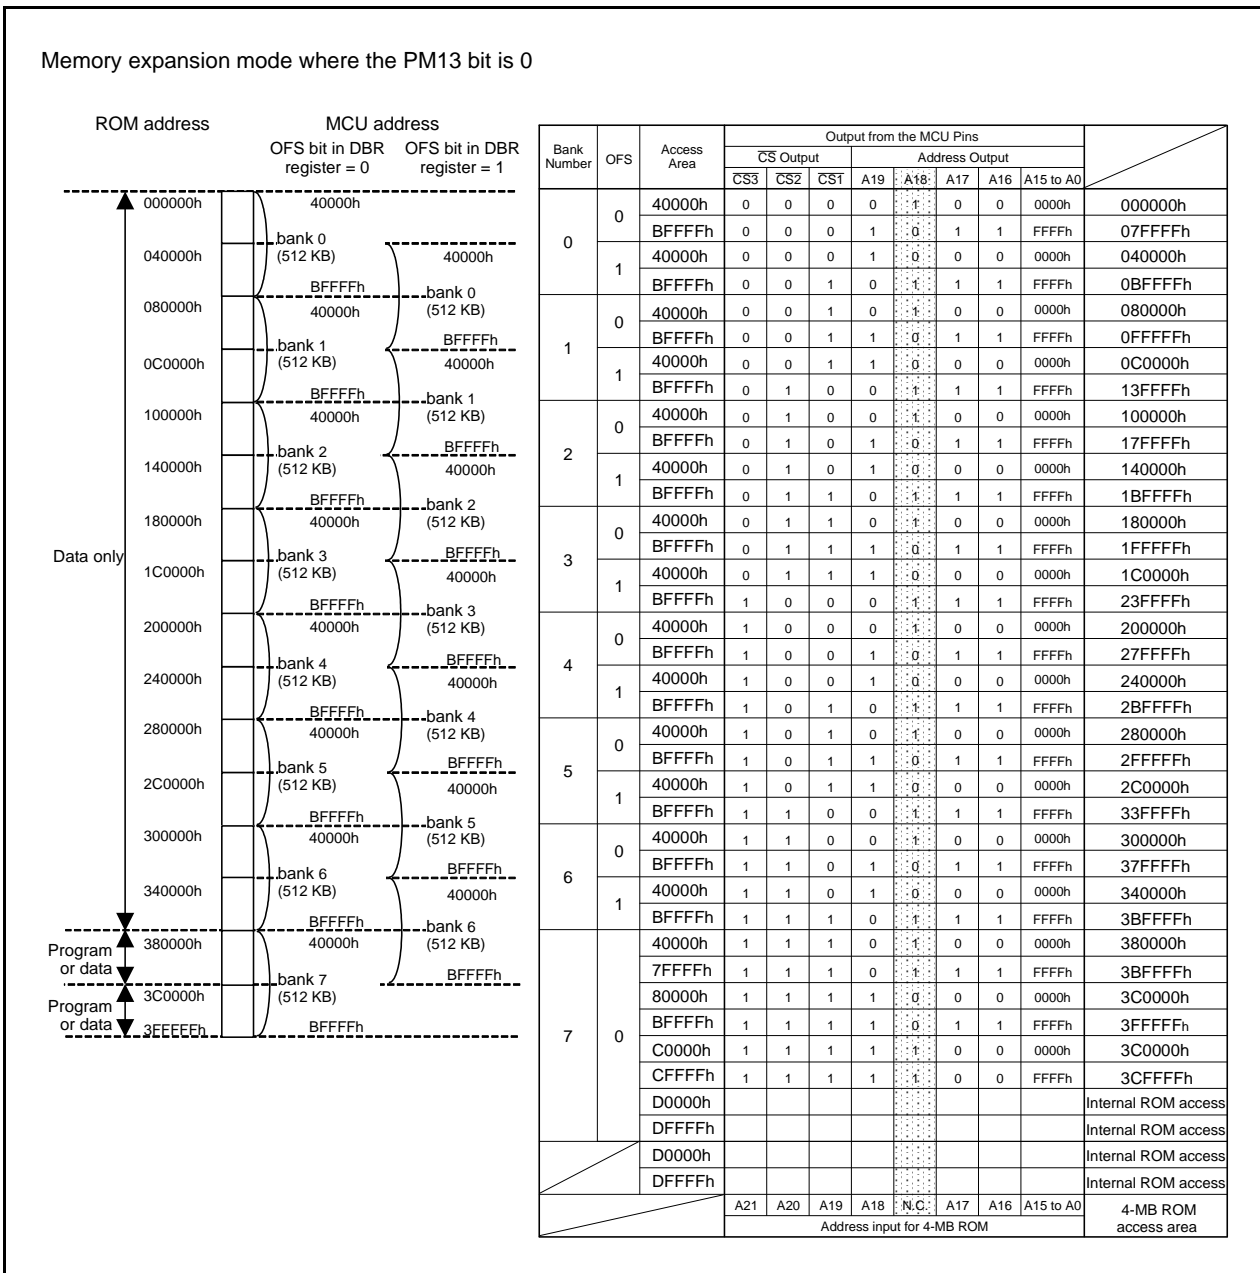 Memory expansion mode where the PM13 bit is 0
ROM address MCU address
OFS bit in DBR register = 0
OFS bit in DBR register = 1
000000h 40000h
bank 0
(512 KB)
040000h 40000h
BFFFFh bank 0
080000h 40000h (512 KB)
bank 1 BFFFFh
0C0000h (512 KB) 40000h
BFFFFh bank 1
100000h 40000h (512 KB)
bank 2 BFFFFh
140000h (512 KB) 40000h
BFFFFh bank 2
180000h 40000h (512 KB)
Data only
bank 3 BFFFFh
1C0000h (512 KB) 40000h
BFFFFh bank 3
200000h 40000h (512 KB)
bank 4 BFFFFh
240000h (512 KB) 40000h
BFFFFh bank 4
280000h 40000h (512 KB)
bank 5 BFFFFh
2C0000h (512 KB) 40000h
BFFFFh bank 5
300000h 40000h (512 KB)
bank 6 BFFFFh
340000h (512 KB) 40000h
BFFFFh bank 6
380000h 40000h (512 KB)
Program or data
bank 7 BFFFFh
3C0000h (512 KB)
Program or data
3FFFFFh BFFFFh
Bank Number OFS Access Area Output from the MCU Pins
CS Output Address Output
CS3 CS2 CS1 A19 A18 A17 A16 A15 to A0
0 0 40000h 0 0 0 0 1 0 0 0000h 000000h
BFFFFh 0 0 0 1 0 1 1 FFFFh 07FFFFh
1 40000h 0 0 0 1 0 0 0 0000h 040000h
BFFFFh 0 0 1 0 1 1 1 FFFFh 0BFFFFh
1 0 40000h 0 0 1 0 1 0 0 0000h 080000h
BFFFFh 0 0 1 1 0 1 1 FFFFh 0FFFFFh
1 40000h 0 0 1 1 0 0 0 0000h 0C0000h
BFFFFh 0 1 0 0 1 1 1 FFFFh 13FFFFh
2 0 40000h 0 1 0 0 1 0 0 0000h 100000h
BFFFFh 0 1 0 1 0 1 1 FFFFh 17FFFFh
1 40000h 0 1 0 1 0 0 0 0000h 140000h
BFFFFh 0 1 1 0 1 1 1 FFFFh 1BFFFFh
3 0 40000h 0 1 1 0 1 0 0 0000h 180000h
BFFFFh 0 1 1 1 0 1 1 FFFFh 1FFFFFh
1 40000h 0 1 1 1 0 0 0 0000h 1C0000h
BFFFFh 1 0 0 0 1 1 1 FFFFh 23FFFFh
4 0 40000h 1 0 0 0 1 0 0 0000h 200000h
BFFFFh 1 0 0 1 0 1 1 FFFFh 27FFFFh
1 40000h 1 0 0 1 0 0 0 0000h 240000h
BFFFFh 1 0 1 0 1 1 1 FFFFh 2BFFFFh
5 0 40000h 1 0 1 0 1 0 0 0000h 280000h
BFFFFh 1 0 1 1 0 1 1 FFFFh 2FFFFFh
1 40000h 1 0 1 1 0 0 0 0000h 2C0000h
BFFFFh 1 1 0 0 1 1 1 FFFFh 33FFFFh
6 0 40000h 1 1 0 0 1 0 0 0000h 300000h
BFFFFh 1 1 0 1 0 1 1 FFFFh 37FFFFh
1 40000h 1 1 0 1 0 0 0 0000h 340000h
BFFFFh 1 1 1 0 1 1 1 FFFFh 3BFFFFh
7 0 40000h 1 1 1 0 1 0 0 0000h 380000h
7FFFFh 1 1 1 0 1 1 1 FFFFh 3BFFFFh
80000h 1 1 1 1 0 0 0 0000h 3C0000h
BFFFFh 1 1 1 1 0 1 1 FFFFh 3FFFFFh
C0000h 1 1 1 1 1 0 0 0000h 3C0000h
CFFFFh 1 1 1 1 1 0 0 FFFFh 3CFFFFh
D0000h Internal ROM access
DFFFFh Internal ROM access
D0000h Internal ROM access
DFFFFh Internal ROM access
A21 A20 A19 A18 N.C. A17 A16 A15 to A0 4-MB ROM access area
Address input for 4-MB ROM